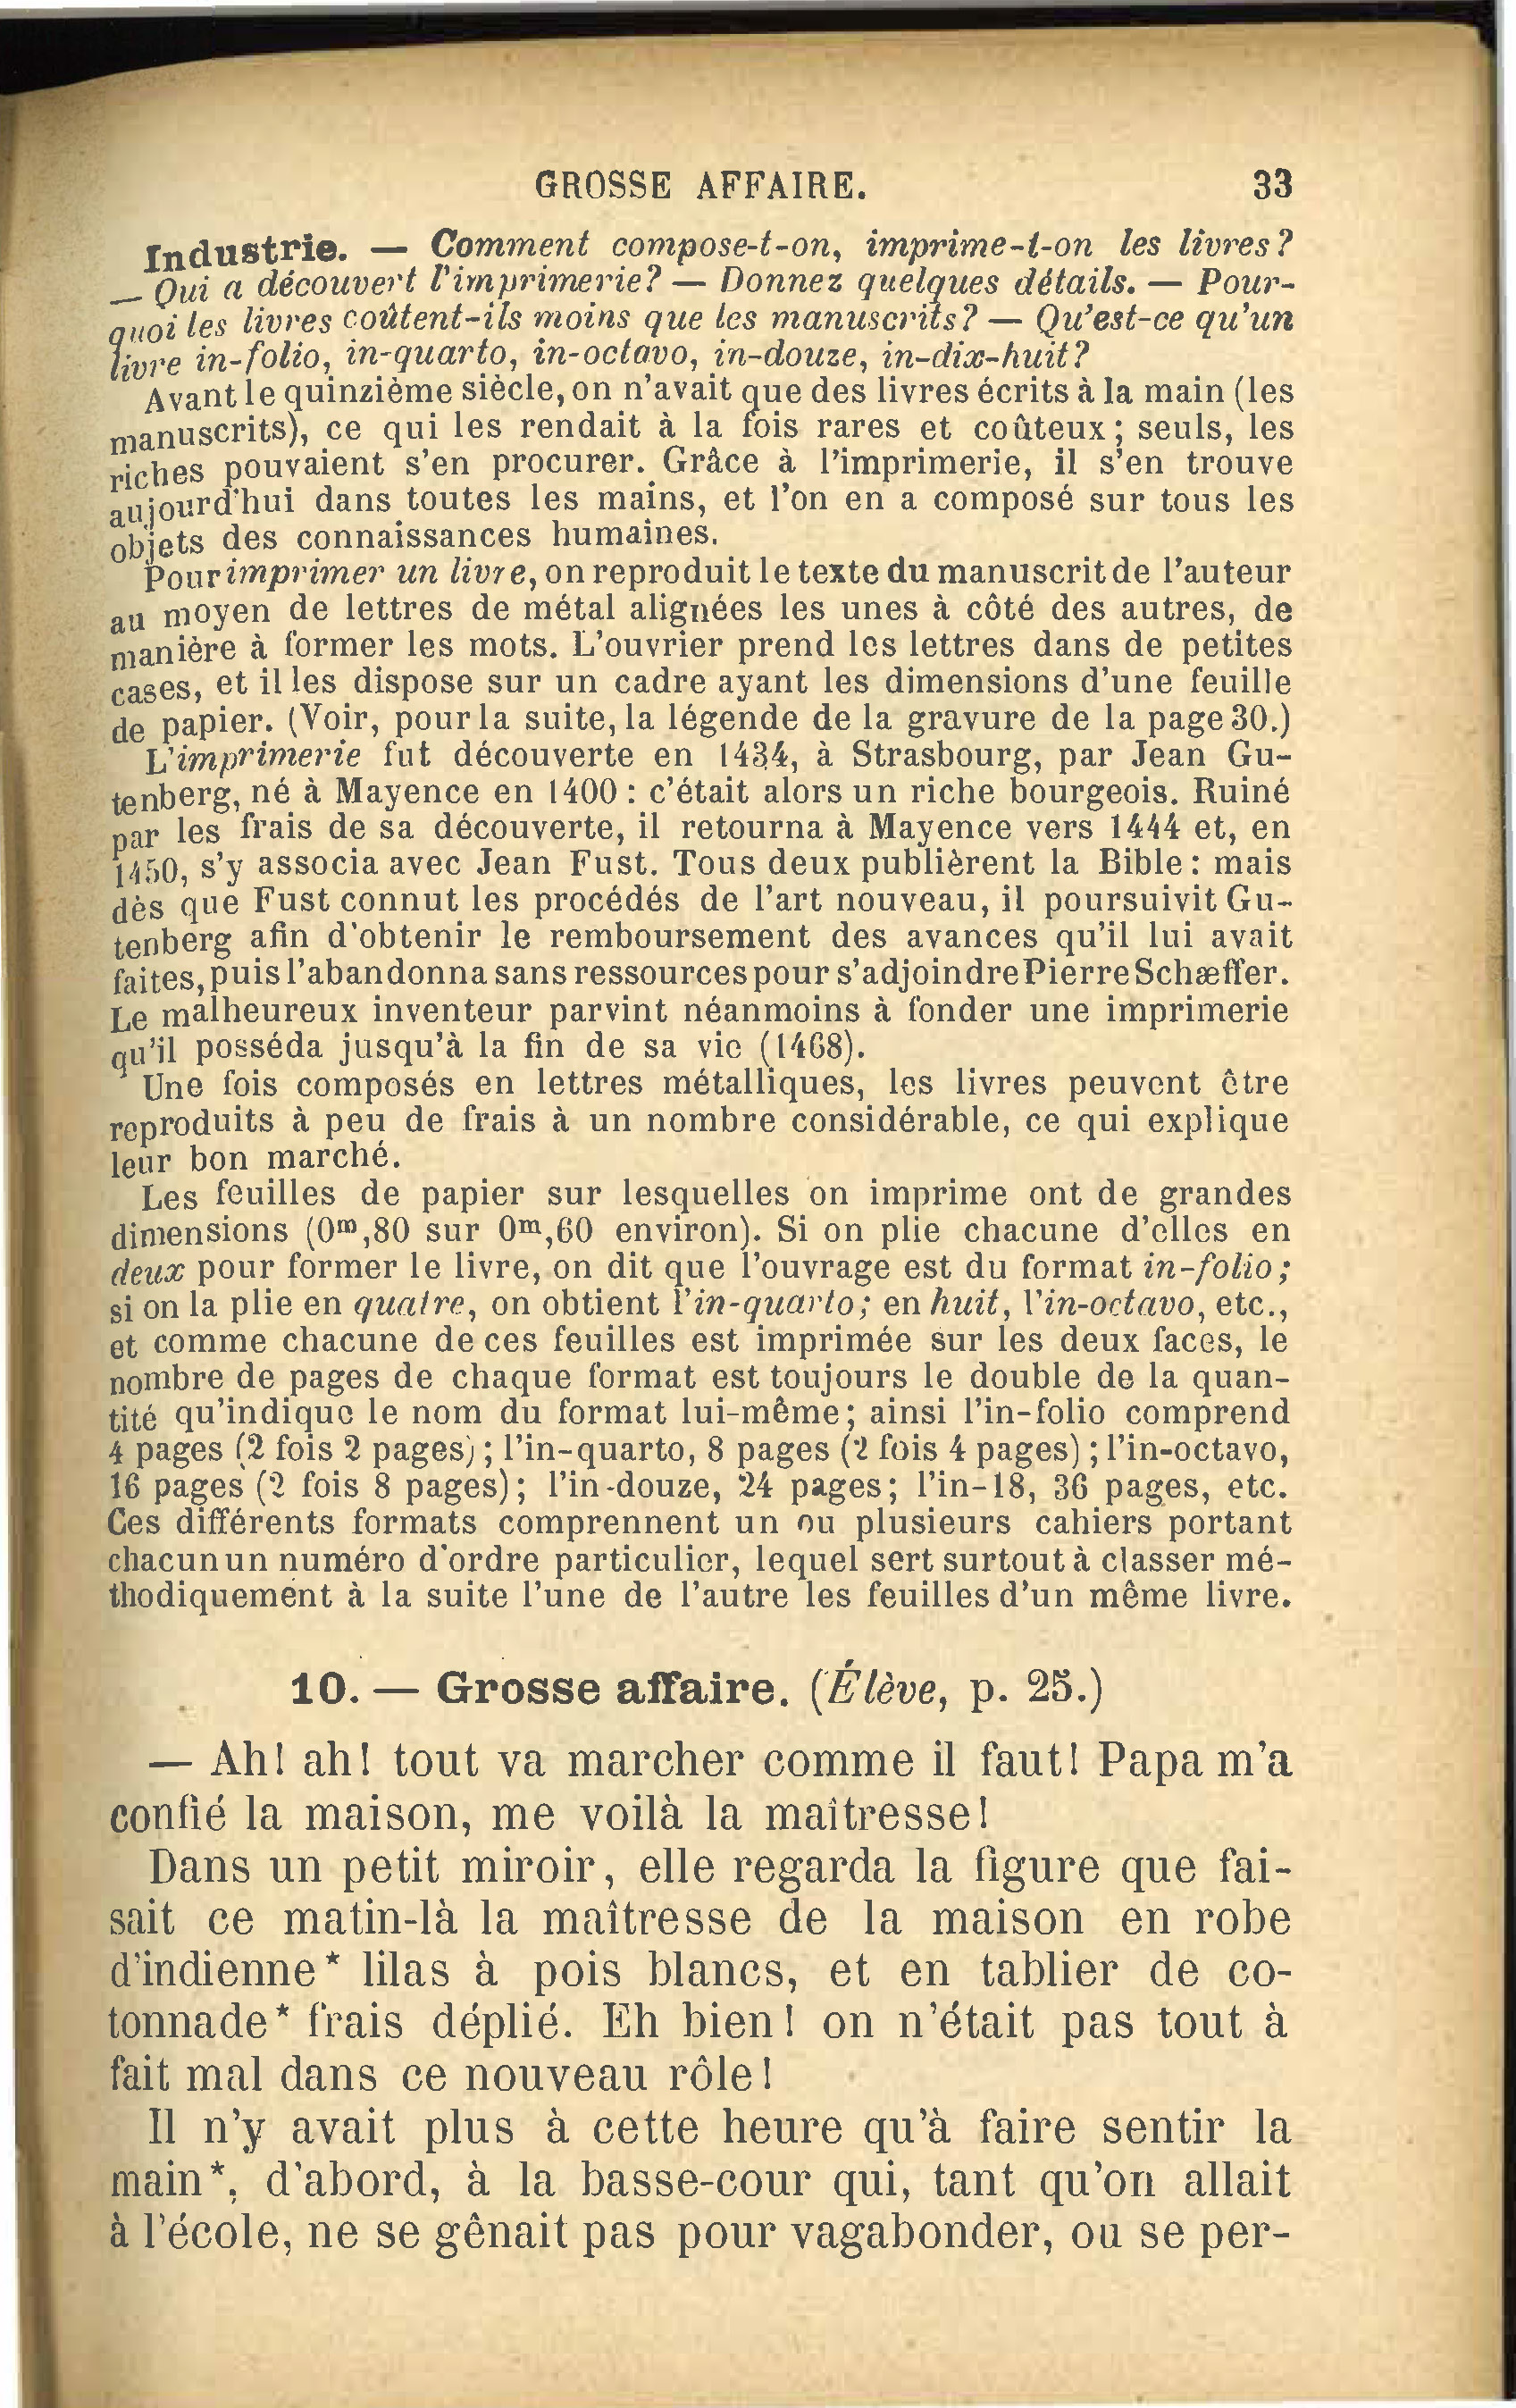 GROSSE AFFAIRE. 33
Industrie. — Comment compose-t-on, imprime-t-on les livres?
— Qui a découvert l'imprimerie? — Donnez quelques détails. — Pour-
quoi les livres coûtent-ils moins que les manuscrits? — Qu'est-ce qu'un
livre in-folio, in-quarto, in-octavo, in-douze, in-dix-huit?
Avant le quinzième siècle, on n'avait que des livres écrits à la main (les
manuscrits), ce qui les rendait à la fois rares et coûteux; seuls, les
riches pouvaient s'en procurer. Grâce à l'imprimerie, il s'en trouve
aujourd'hui dans toutes les mains, et l'on en a composé sur tous les
objets des connaissances humaines.
Pour imprimer un livre, on reproduit le texte du manuscrit de l'auteur
au moyen de lettres de métal alignées les unes à côté des autres, de
manière à former les mots. L'ouvrier prend les lettres dans de petites
cases, et il les dispose sur un cadre ayant les dimensions d'une feuille
de papier. (Voir, pour la suite, la légende de la gravure de la page 30.)
L'imprimerie fut découverte en 1434, à Strasbourg, par Jean Gu-
tenberg, né à Mayence en 1400 : c'était alors un riche bourgeois. Ruiné
par les frais de sa découverte, il retourna à Mayence vers 1444 et, en
1450, s'y associa avec Jean Fust. Tous deux publièrent la Bible : mais
dès que Fust connut les procédés de l'art nouveau, il poursuivit Gu-
tenberg afin d'obtenir le remboursement des avances qu'il lui avait
faites, puis l'abandonna sans ressources pour s'adjoindre Pierre Schæffer.
Le malheureux inventeur parvint néanmoins à fonder une imprimerie
qu'il posséda jusqu'à la fin de sa vie (1468).
Une fois composés en lettres métalliques, les livres peuvent être
reproduits à peu de frais à un nombre considérable, ce qui explique
leur bon marché.
Les feuilles de papier sur lesquelles on imprime ont de grandes
dimensions (0m,80 sur 0m,60 environ). Si on plie chacune d'elles en
deux pour former le livre, on dit que l'ouvrage est du format in-folio;
si on la plie en quatre, on obtient l'in-quarto; en huit, l'in-octavo, etc.,
et comme chacune de ces feuilles est imprimée sur les deux faces, le
nombre de pages de chaque format est toujours le double de la quan-
tité qu'indique le nom du format lui-même; ainsi l'in-folio comprend
4 pages (2 fois 2 pages); l'in-quarto, 8 pages (2 fois 4 pages); l'in-octavo,
16 pages (2 fois 8 pages); l'in-douze, 24 pages; l'in-18, 36 pages, etc.
Ces différents formats comprennent un ou plusieurs cahiers portant
chacun un numéro d'ordre particulier, lequel sert surtout à classer mé-
thodiquement à la suite l'une de l'autre les feuilles d'un même livre.
10. — Grosse affaire. (Élève, p. 25.)
— Ah! ah! tout va marcher comme il faut! Papa m'a
confié la maison, me voilà la maîtresse!
Dans un petit miroir, elle regarda la figure que fai-
sait ce matin-là la maîtresse de la maison en robe
d'indienne* lilas à pois blancs, et en tablier de co-
tonnade* frais déplié. Eh bien! on n'était pas tout à
fait mal dans ce nouveau rôle!
Il n'y avait plus à cette heure qu'à faire sentir la
main*, d'abord, à la basse-cour qui, tant qu'on allait
à l'école, ne se gênait pas pour vagabonder, ou se per-